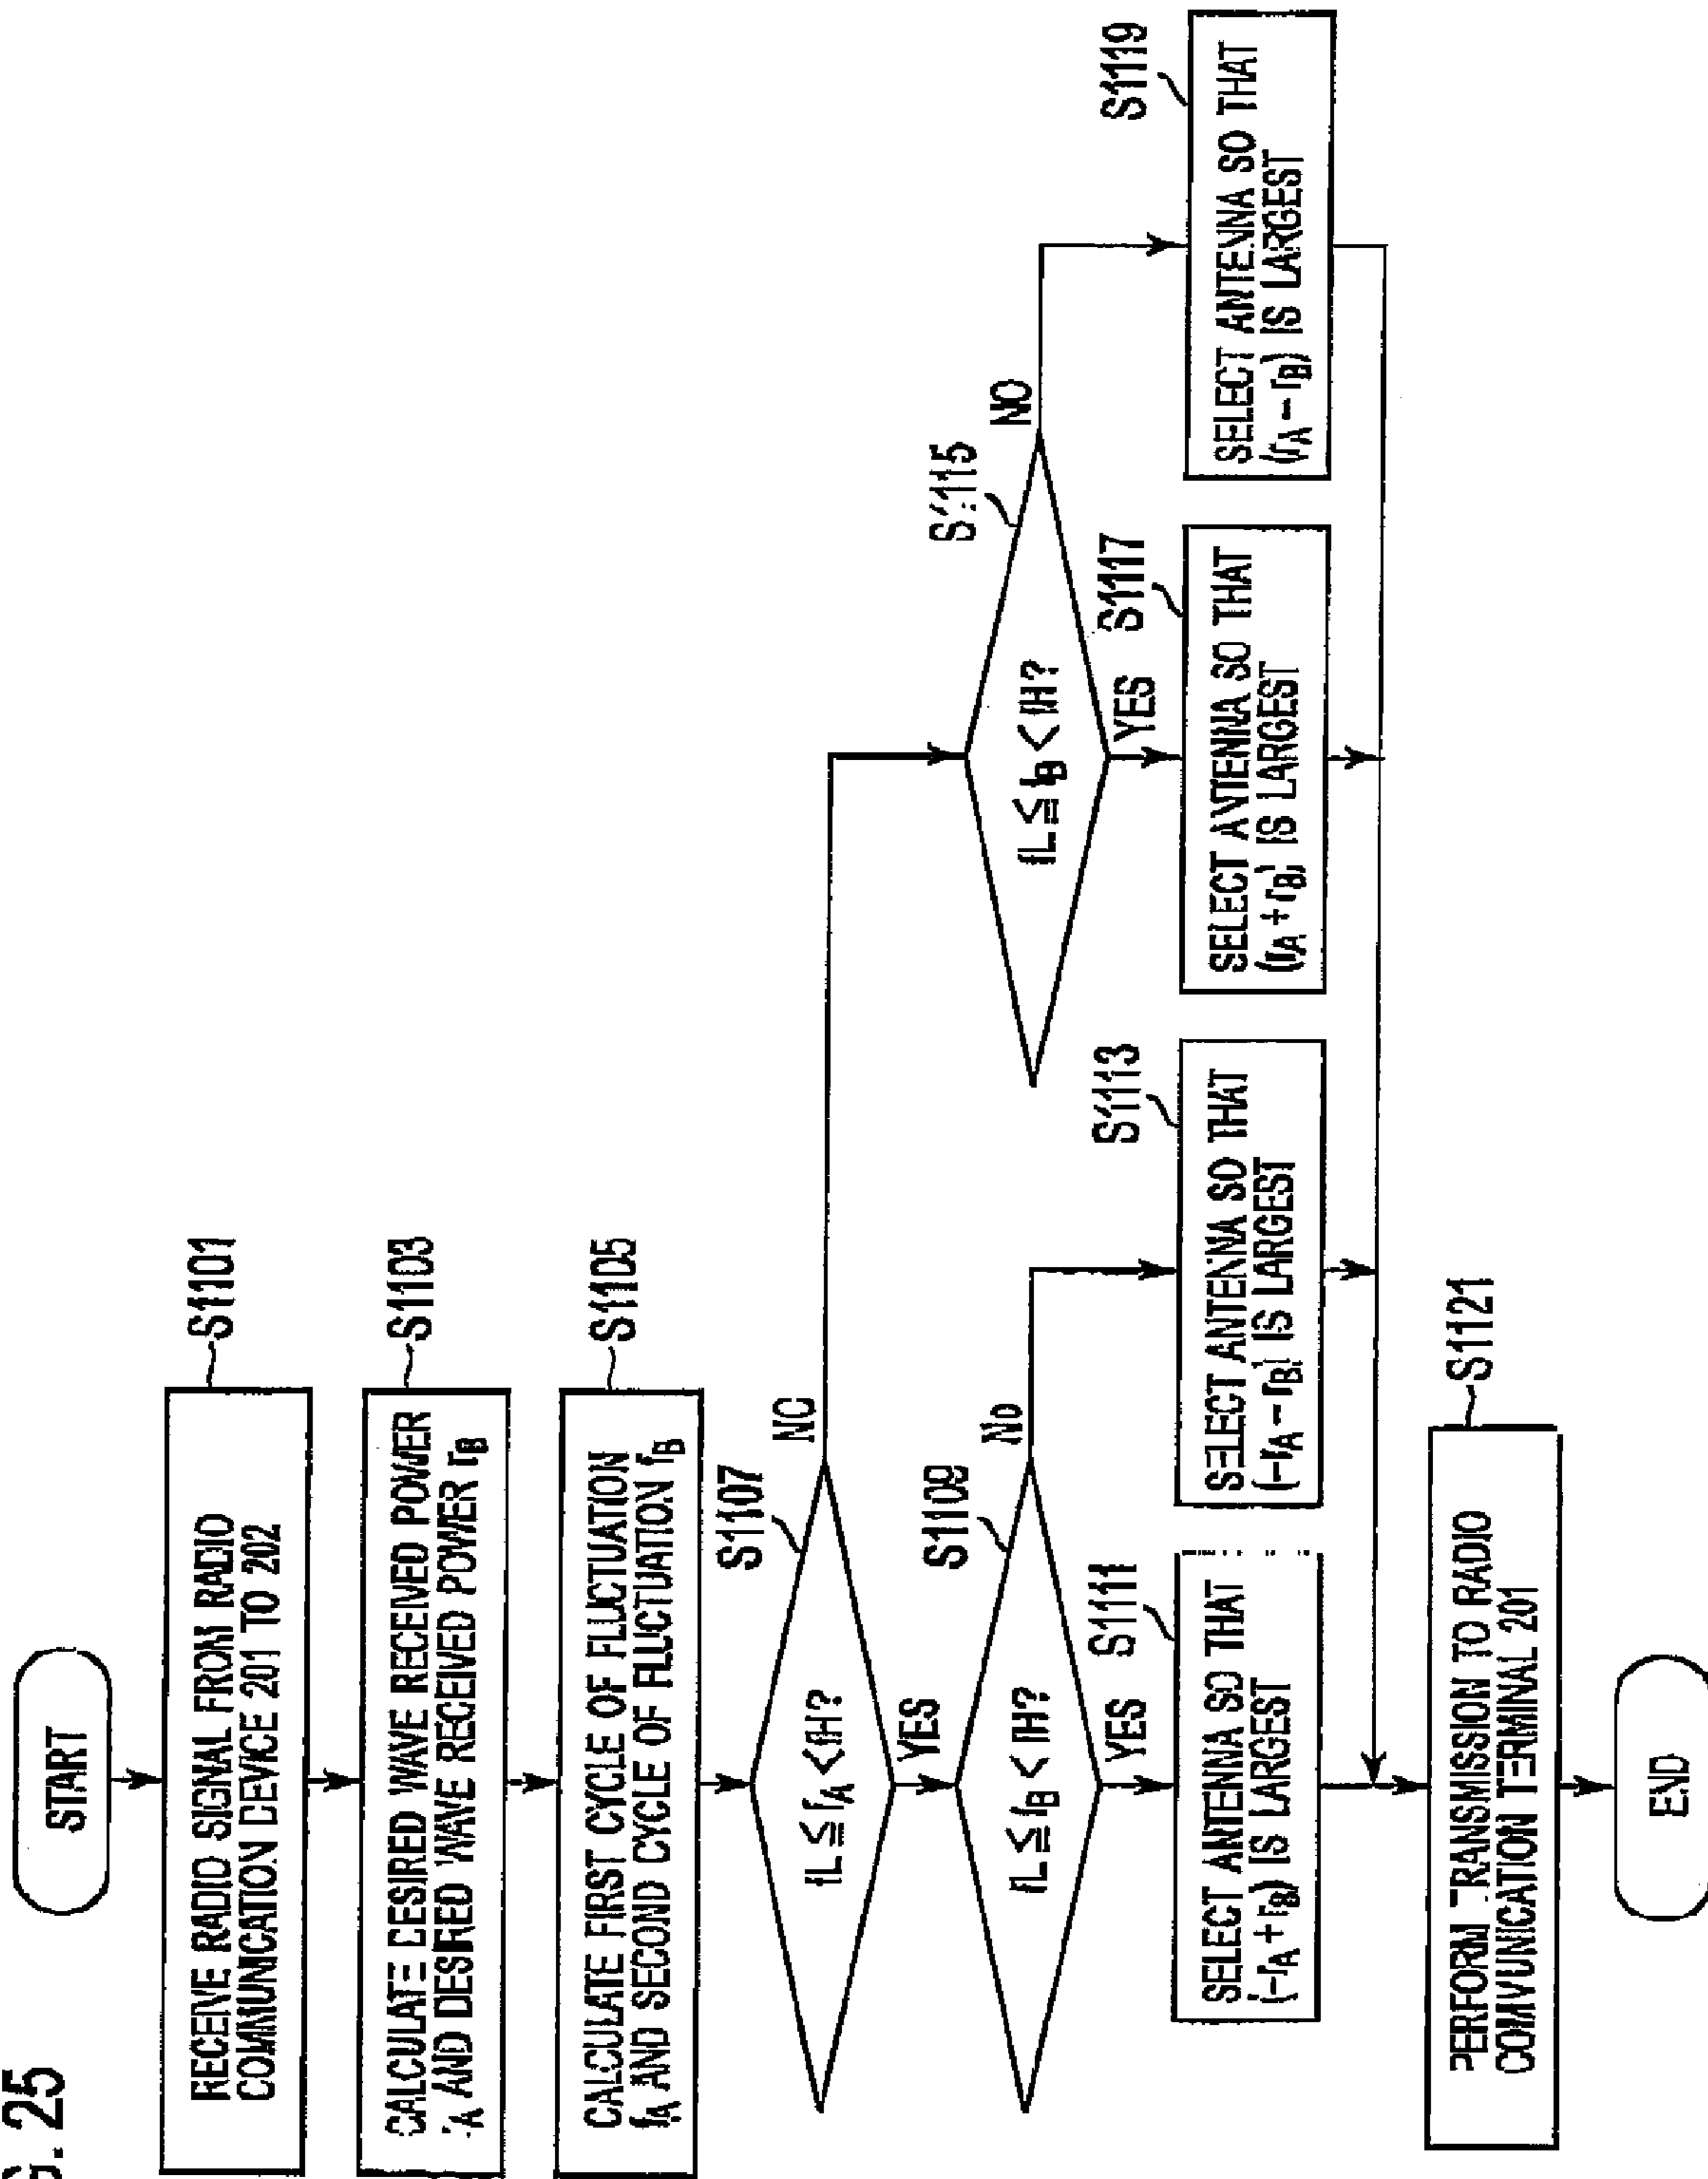 G. 25
START
RECEIVE RADIO SIGNAL FROM RADIO
COMMUNICATION DEVICE 201 TO 202
S1101
CALCULATE DESIRED WAVE RECEIVED POWER
rA AND DESIRED WAVE RECEIVED POWER rB
S1103
CALCULATE FIRST CYCLE OF FLUCTUATION
fA AND SECOND CYCLE OF FLUCTUATION fB
S1105
fL ≦ fA < fH?
S1107
NO
YES
fL ≦ fB < fH?
S1109
No
YES
fL ≦ fB < fH?
S1115
NO
YES
SELECT ANTENNA SO THAT
(-rA + rB) IS LARGEST
S1111
SELECT ANTENNA SO THAT
(-rA - rB) IS LARGEST
S1113
SELECT ANTENNA SO THAT
(rA + rB) IS LARGEST
S1117
SELECT ANTENNA SO THAT
(rA - rB) IS LARGEST
S1119
PERFORM TRANSMISSION TO RADIO
COMMUNICATION TERMINAL 201
S1121
END